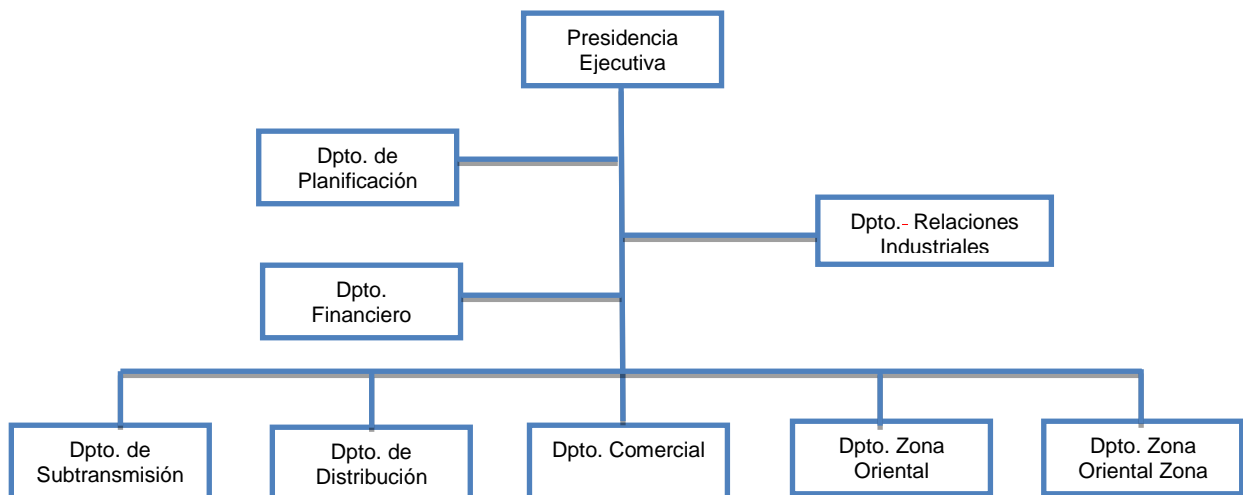 Presidencia
Ejecutiva
Dpto. de
Planificación
Dpto.- Relaciones
Industriales
Dpto.
Financiero
Dpto. de
Subtransmisión
Dpto. de
Distribución
Dpto. Comercial
Dpto. Zona
Oriental
Dpto. Zona
Oriental Zona